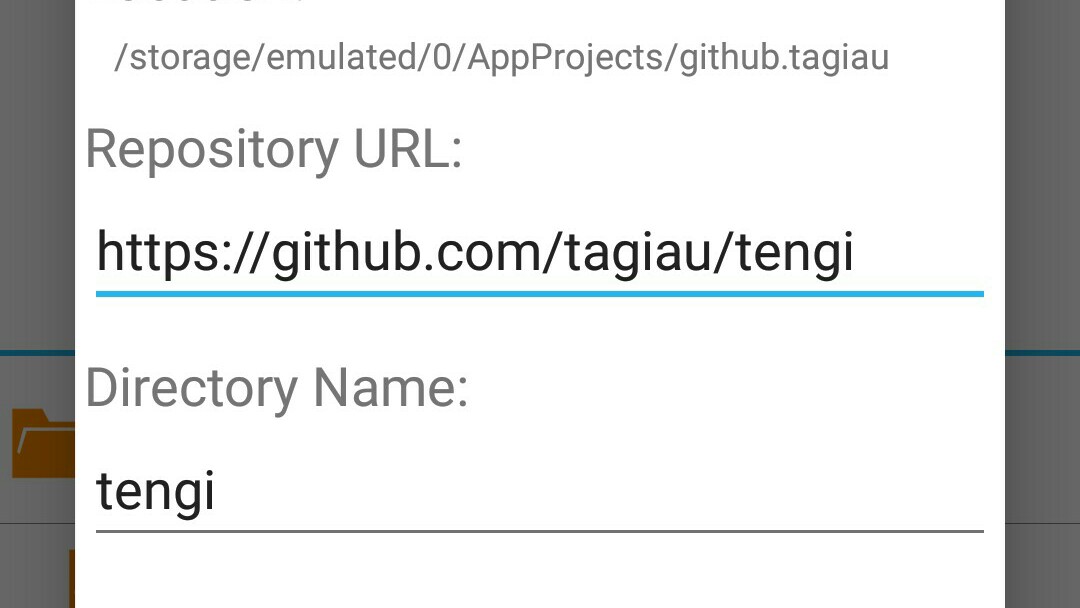 /storage/emulated/0/AppProjects/github.tagiau
Repository URL:
https://github.com/tagiau/tengi
Directory Name:
tengi